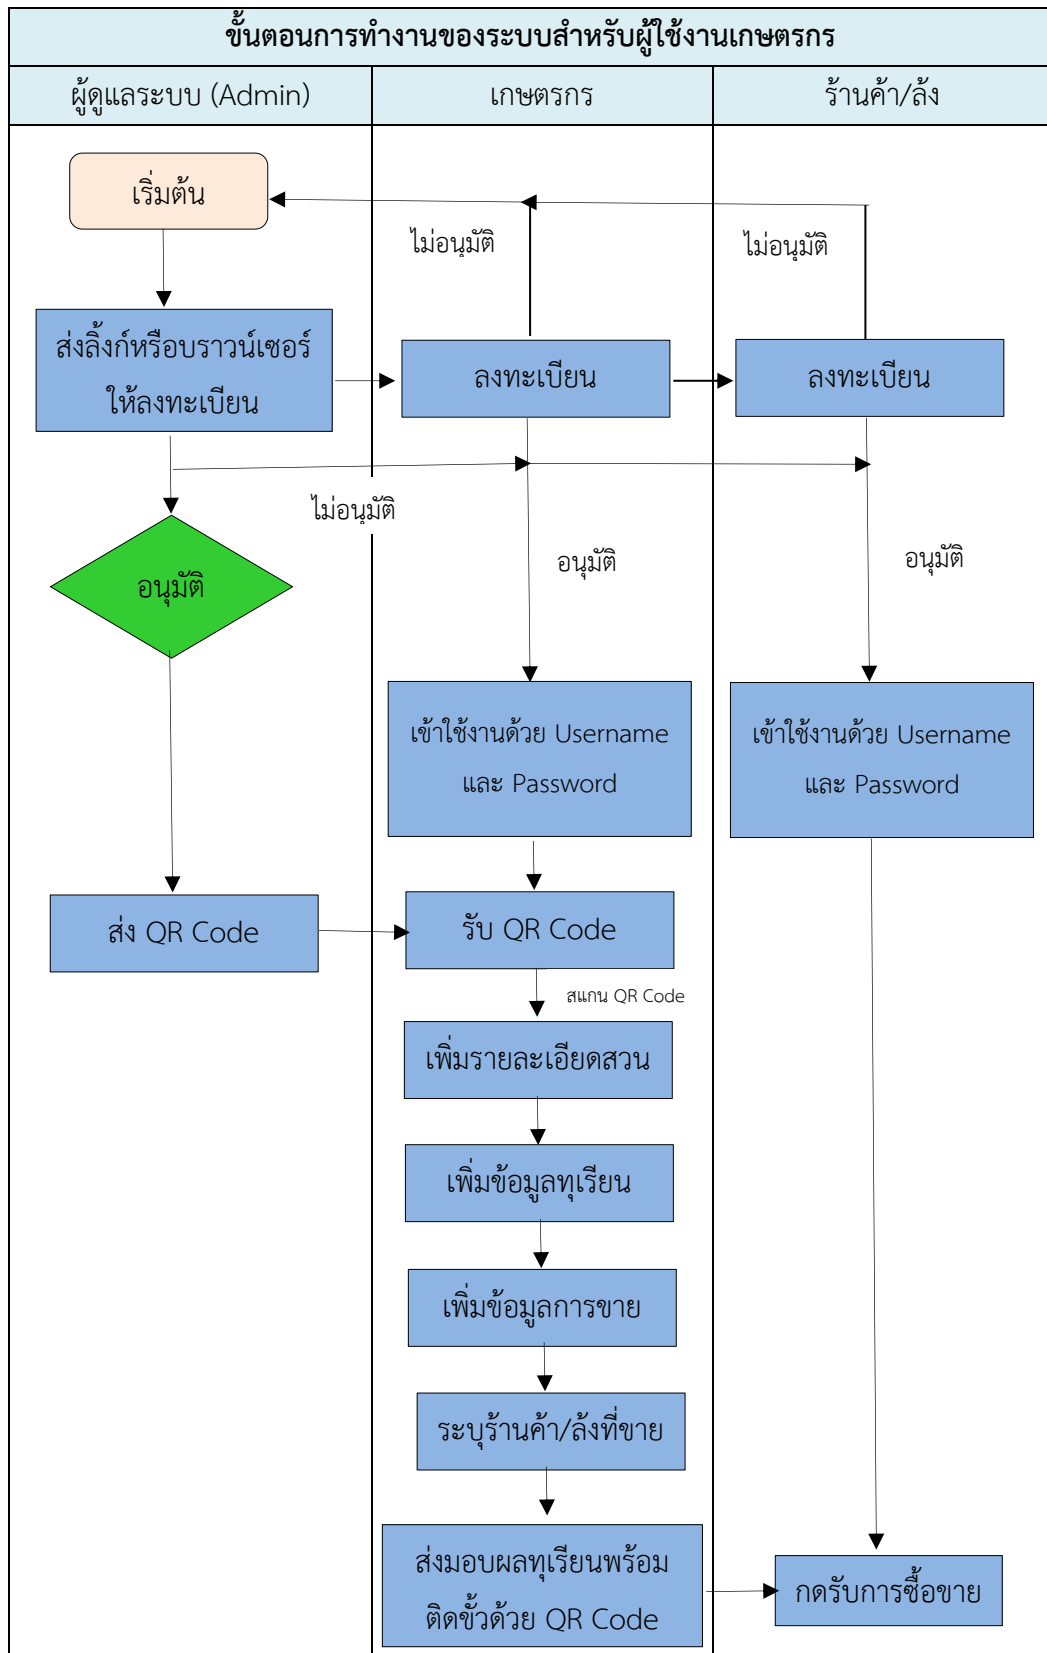 ขั้นตอนการทำงานของระบบสำหรับผู้ใช้งานเกษตรกร
ผู้ดูแลระบบ (Admin)
เกษตรกร
ร้านค้า/ล้ง
เริ่มต้น
ไม่อนุมัติ
ไม่อนุมัติ
ส่งลิ้งก์หรือบราวน์เซอร์
ให้ลงทะเบียน
ลงทะเบียน
ลงทะเบียน
ไม่อนุมัติ
อนุมัติ
อนุมัติ
อนุมัติ
เข้าใช้งานด้วย Username
และ Password
เข้าใช้งานด้วย Username
และ Password
ส่ง QR Code
รับ QR Code
สแกน QR Code
เพิ่มรายละเอียดสวน
เพิ่มข้อมูลทุเรียน
เพิ่มข้อมูลการขาย
ระบุร้านค้า/ล้งที่ขาย
ส่งมอบผลทุเรียนพร้อม
ติดขั้วด้วย QR Code
กดรับการซื้อขาย